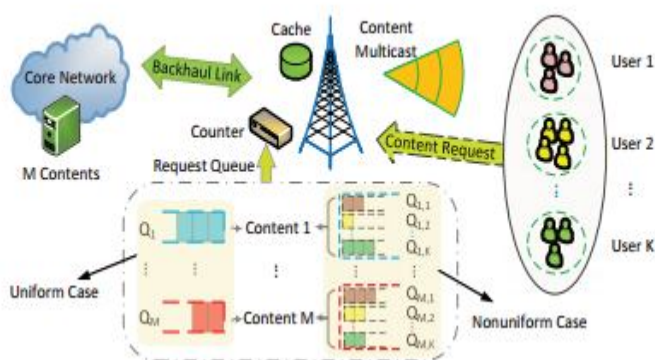 Cache
Content
Multicast
User 1
Core Network
Backhaul Link
Counter
Content Request
User 2
M Contents
Request Queue
⋮
⋮
Q1
Content 1
Q1,1
Q1,2
⋮
Q1,K
User K
⋮
⋮
⋮
⋮
Uniform Case
QM
Content M
QM,1
QM,2
⋮
QM,K
Nonuniform Case